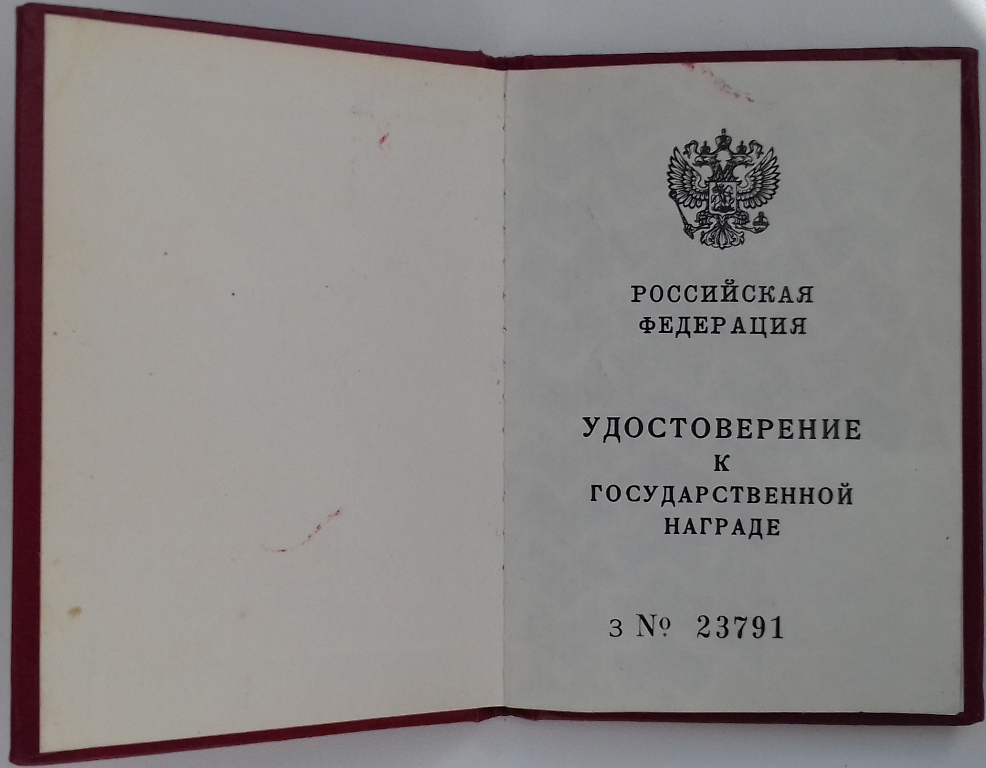 РОССИЙСКАЯ
ФЕДЕРАЦИЯ
УДОСТОВЕРЕНИЕ
К
ГОСУДАРСТВЕННОЙ
НАГРАДЕ
З № 23791